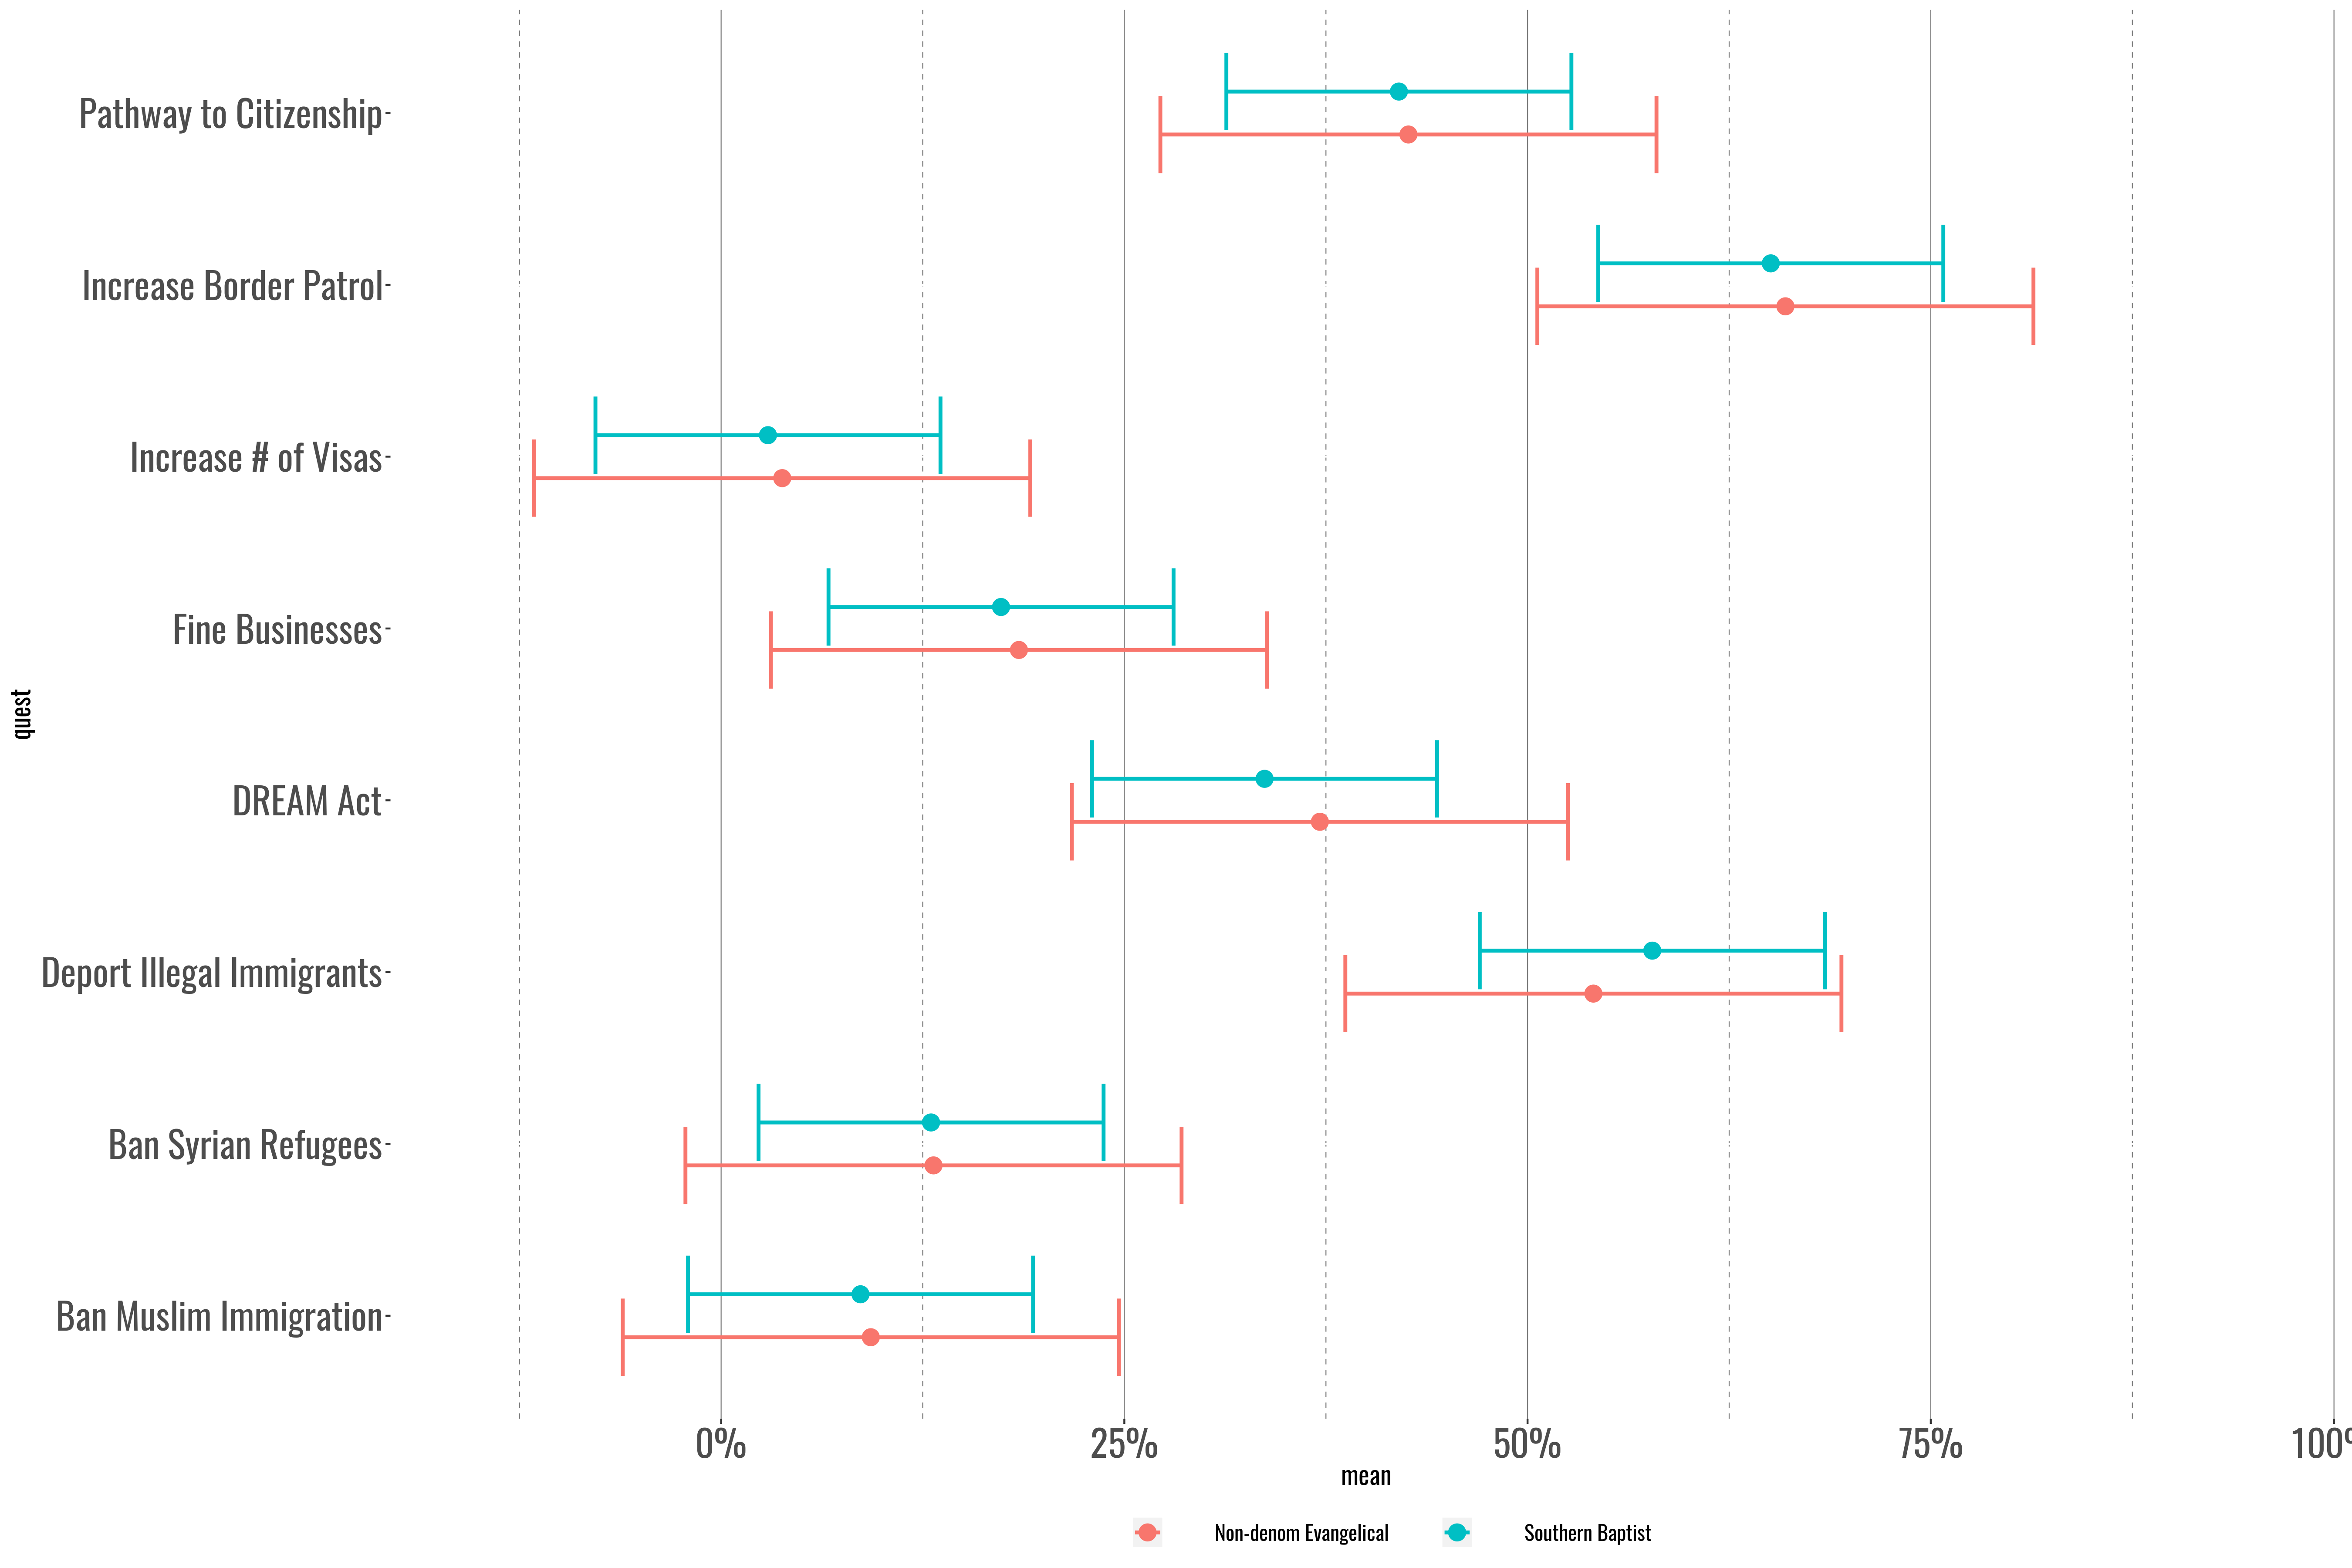 Pathway to Citizenship
Increase Border Patrol
Increase # of Visas
Fine Businesses
quest
DREAM Act
Deport Illegal Immigrants
Ban Syrian Refugees
Ban Muslim Immigration
0% 25% 50% 75% 100%
mean
Non-denom Evangelical Southern Baptist